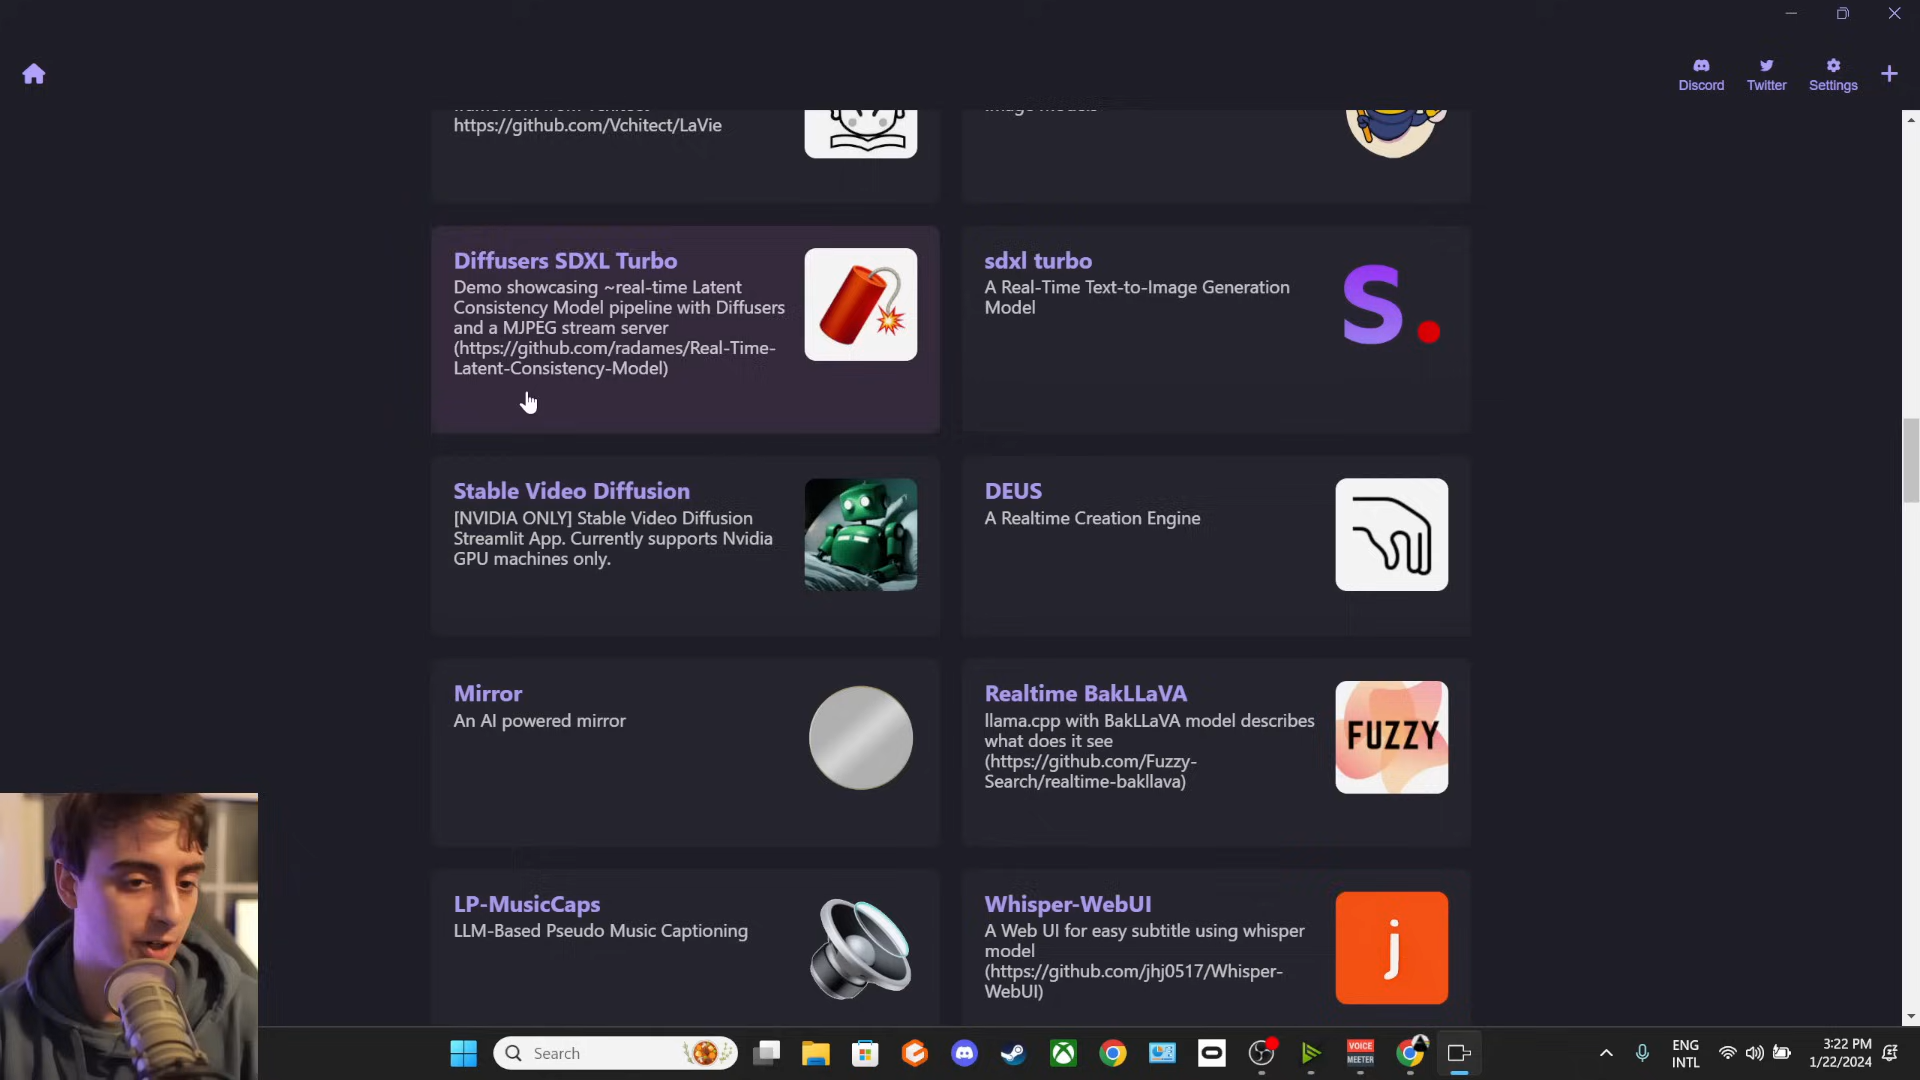 Discord
Twitter
Settings
https://github.com/Vchitect/LaVie
Diffusers SDXL Turbo
Demo showcasing ~real-time Latent
Consistency Model pipeline with Diffusers
and a MJPEG stream server
(https://github.com/radames/Real-Time-
Latent-Consistency-Model)
sdxl turbo
A Real-Time Text-to-Image Generation
Model
S.
Stable Video Diffusion
[NVIDIA ONLY] Stable Video Diffusion
Streamlit App. Currently supports Nvidia
GPU machines only.
DEUS
A Realtime Creation Engine
Mirror
An AI powered mirror
Realtime BakLLaVA
llama.cpp with BakLLaVA model describes
what does it see
(https://github.com/Fuzzy-
Search/realtime-bakllava)
FUZZY
LP-MusicCaps
LLM-Based Pseudo Music Captioning
Whisper-WebUI
A Web UI for easy subtitle using whisper
model
(https://github.com/jhj0517/Whisper-
WebUI)
j
Search
VOICE
MEETER
ENG
INTL
3:22 PM
1/22/2024